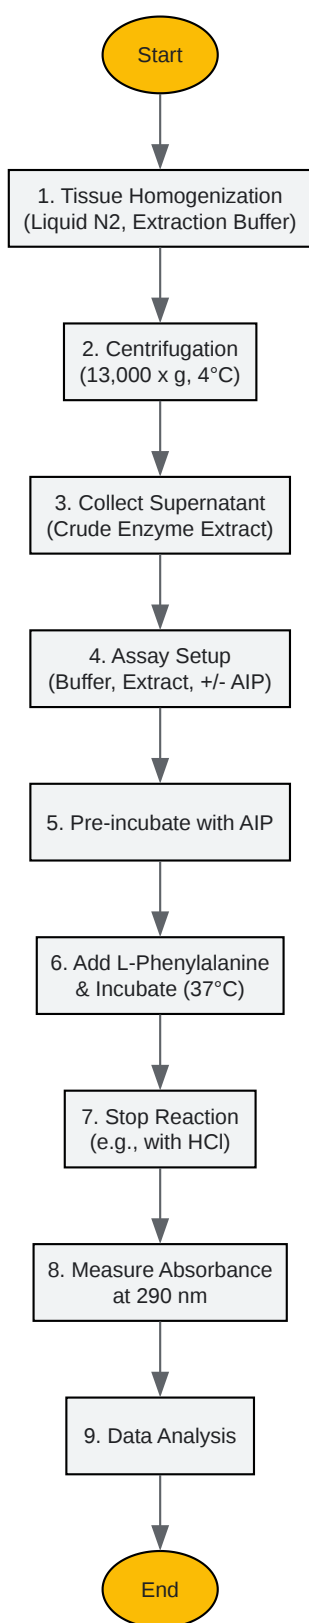 Start
1. Tissue Homogenization
(Liquid N2, Extraction Buffer)
2. Centrifugation
(13,000 x g, 4°C)
3. Collect Supernatant
(Crude Enzyme Extract)
4. Assay Setup
(Buffer, Extract, +/- AIP)
5. Pre-incubate with AIP
6. Add L-Phenylalanine
& Incubate (37°C)
7. Stop Reaction
(e.g., with HCl)
8. Measure Absorbance
at 290 nm
9. Data Analysis
End